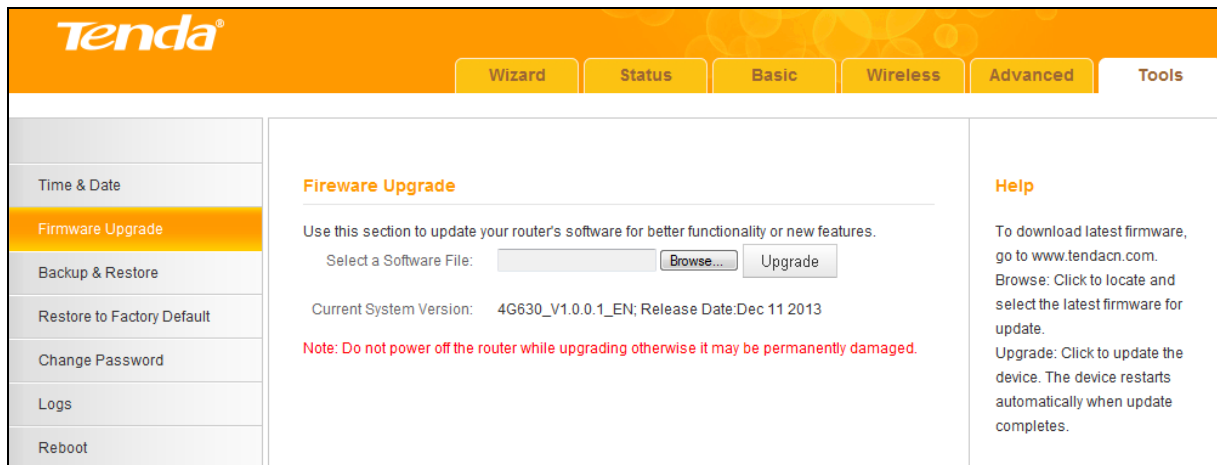 Tenda®
Wizard
Status
Basic
Wireless
Advanced
Tools
Time & Date
Firmware Upgrade
Backup & Restore
Restore to Factory Default
Change Password
Logs
Reboot
Fireware Upgrade
Use this section to update your router's software for better functionality or new features.
Select a Software File: Browse... Upgrade
Current System Version: 4G630_V1.0.0.1_EN; Release Date:Dec 11 2013
Note: Do not power off the router while upgrading otherwise it may be permanently damaged.
Help
To download latest firmware,
go to www.tendacn.com.
Browse: Click to locate and
select the latest firmware for
update.
Upgrade: Click to update the
device. The device restarts
automatically when update
completes.